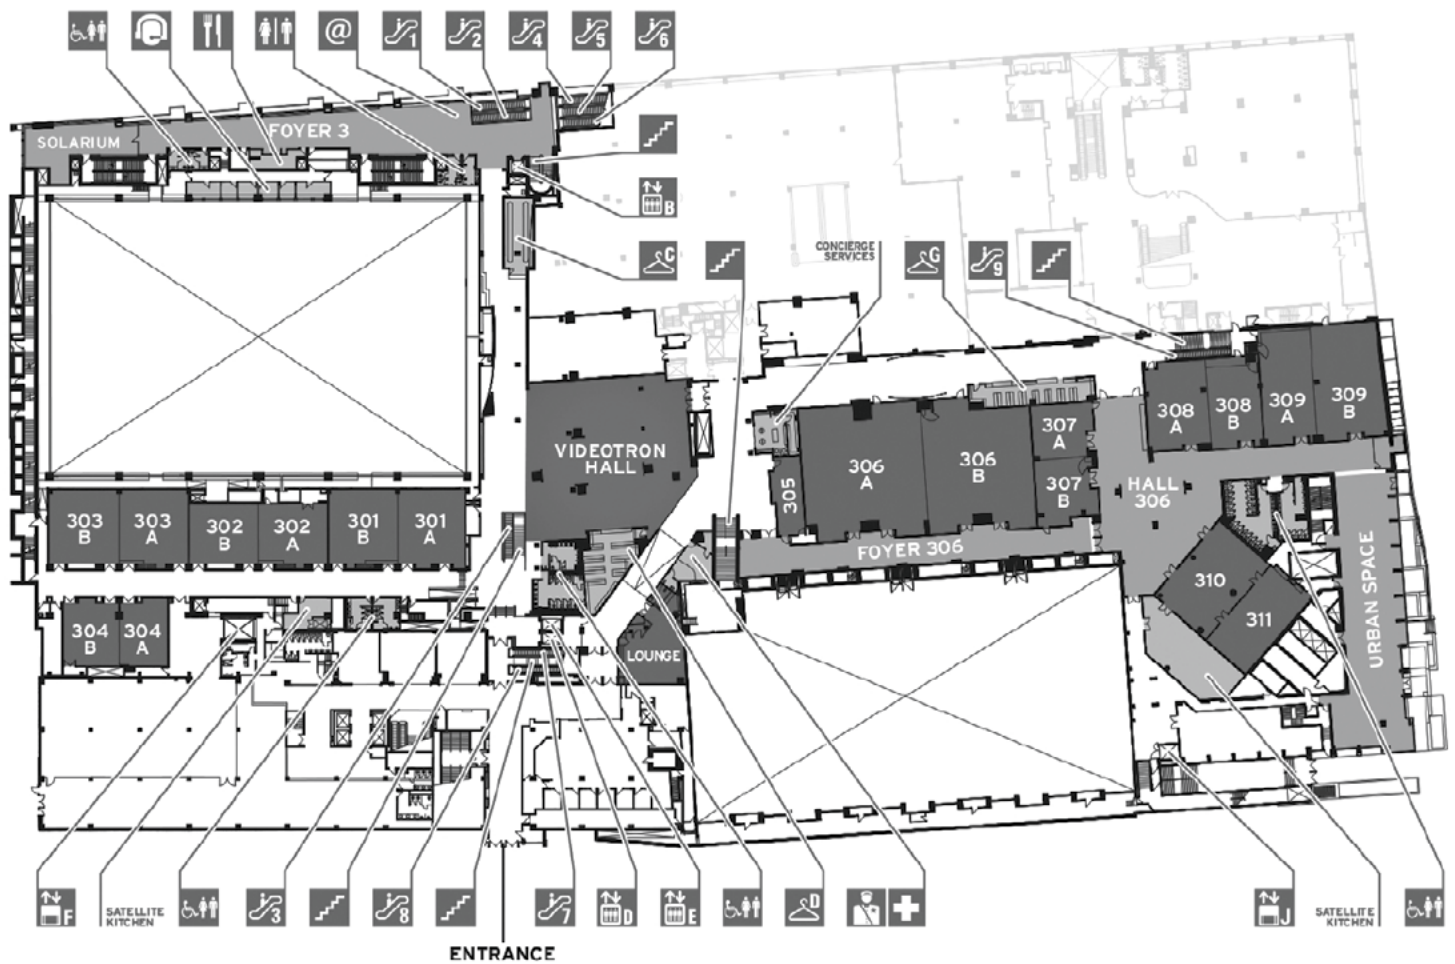 @
1
2
4
5
6
SOLARIUM
FOYER 3
B
C
CONCIERGE
SERVICES
G
9
VIDEOTRON
HALL
303
B
303
A
302
B
302
A
301
B
301
A
304
B
304
A
LOUNGE
305
306
A
306
B
307
A
307
B
308
A
308
B
309
A
309
B
HALL
306
FOYER 306
310
311
URBAN SPACE
F
SATELLITE
KITCHEN
3
8
7
D
E
D
J
SATELLITE
KITCHEN
ENTRANCE